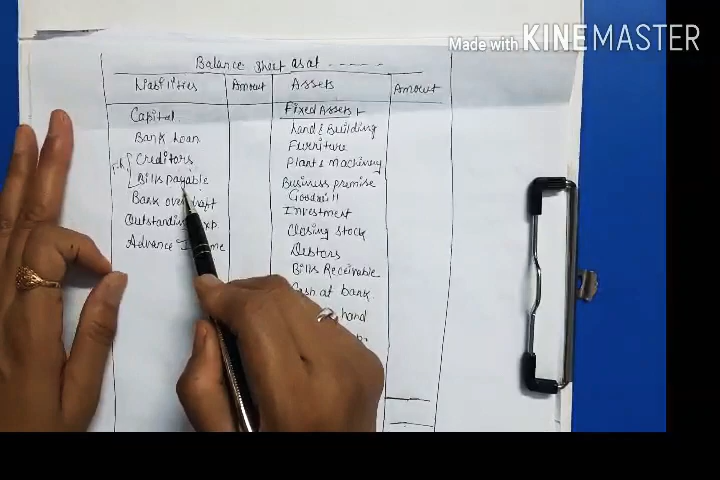 Made with KINEMASTER
Balance Sheet as at -----
Liabilities Amount Assets Amount
Capital
Bank Loan
Creditors
Bills payable
Bank overdraft
Outstanding Exp.
Advance Income
Fixed Assets
Land & Building
Furniture
Plant & Machinery
Business premise
Goodwill
Investment
Closing stock
Debtors
Bills Receivable
Cash at bank
hand